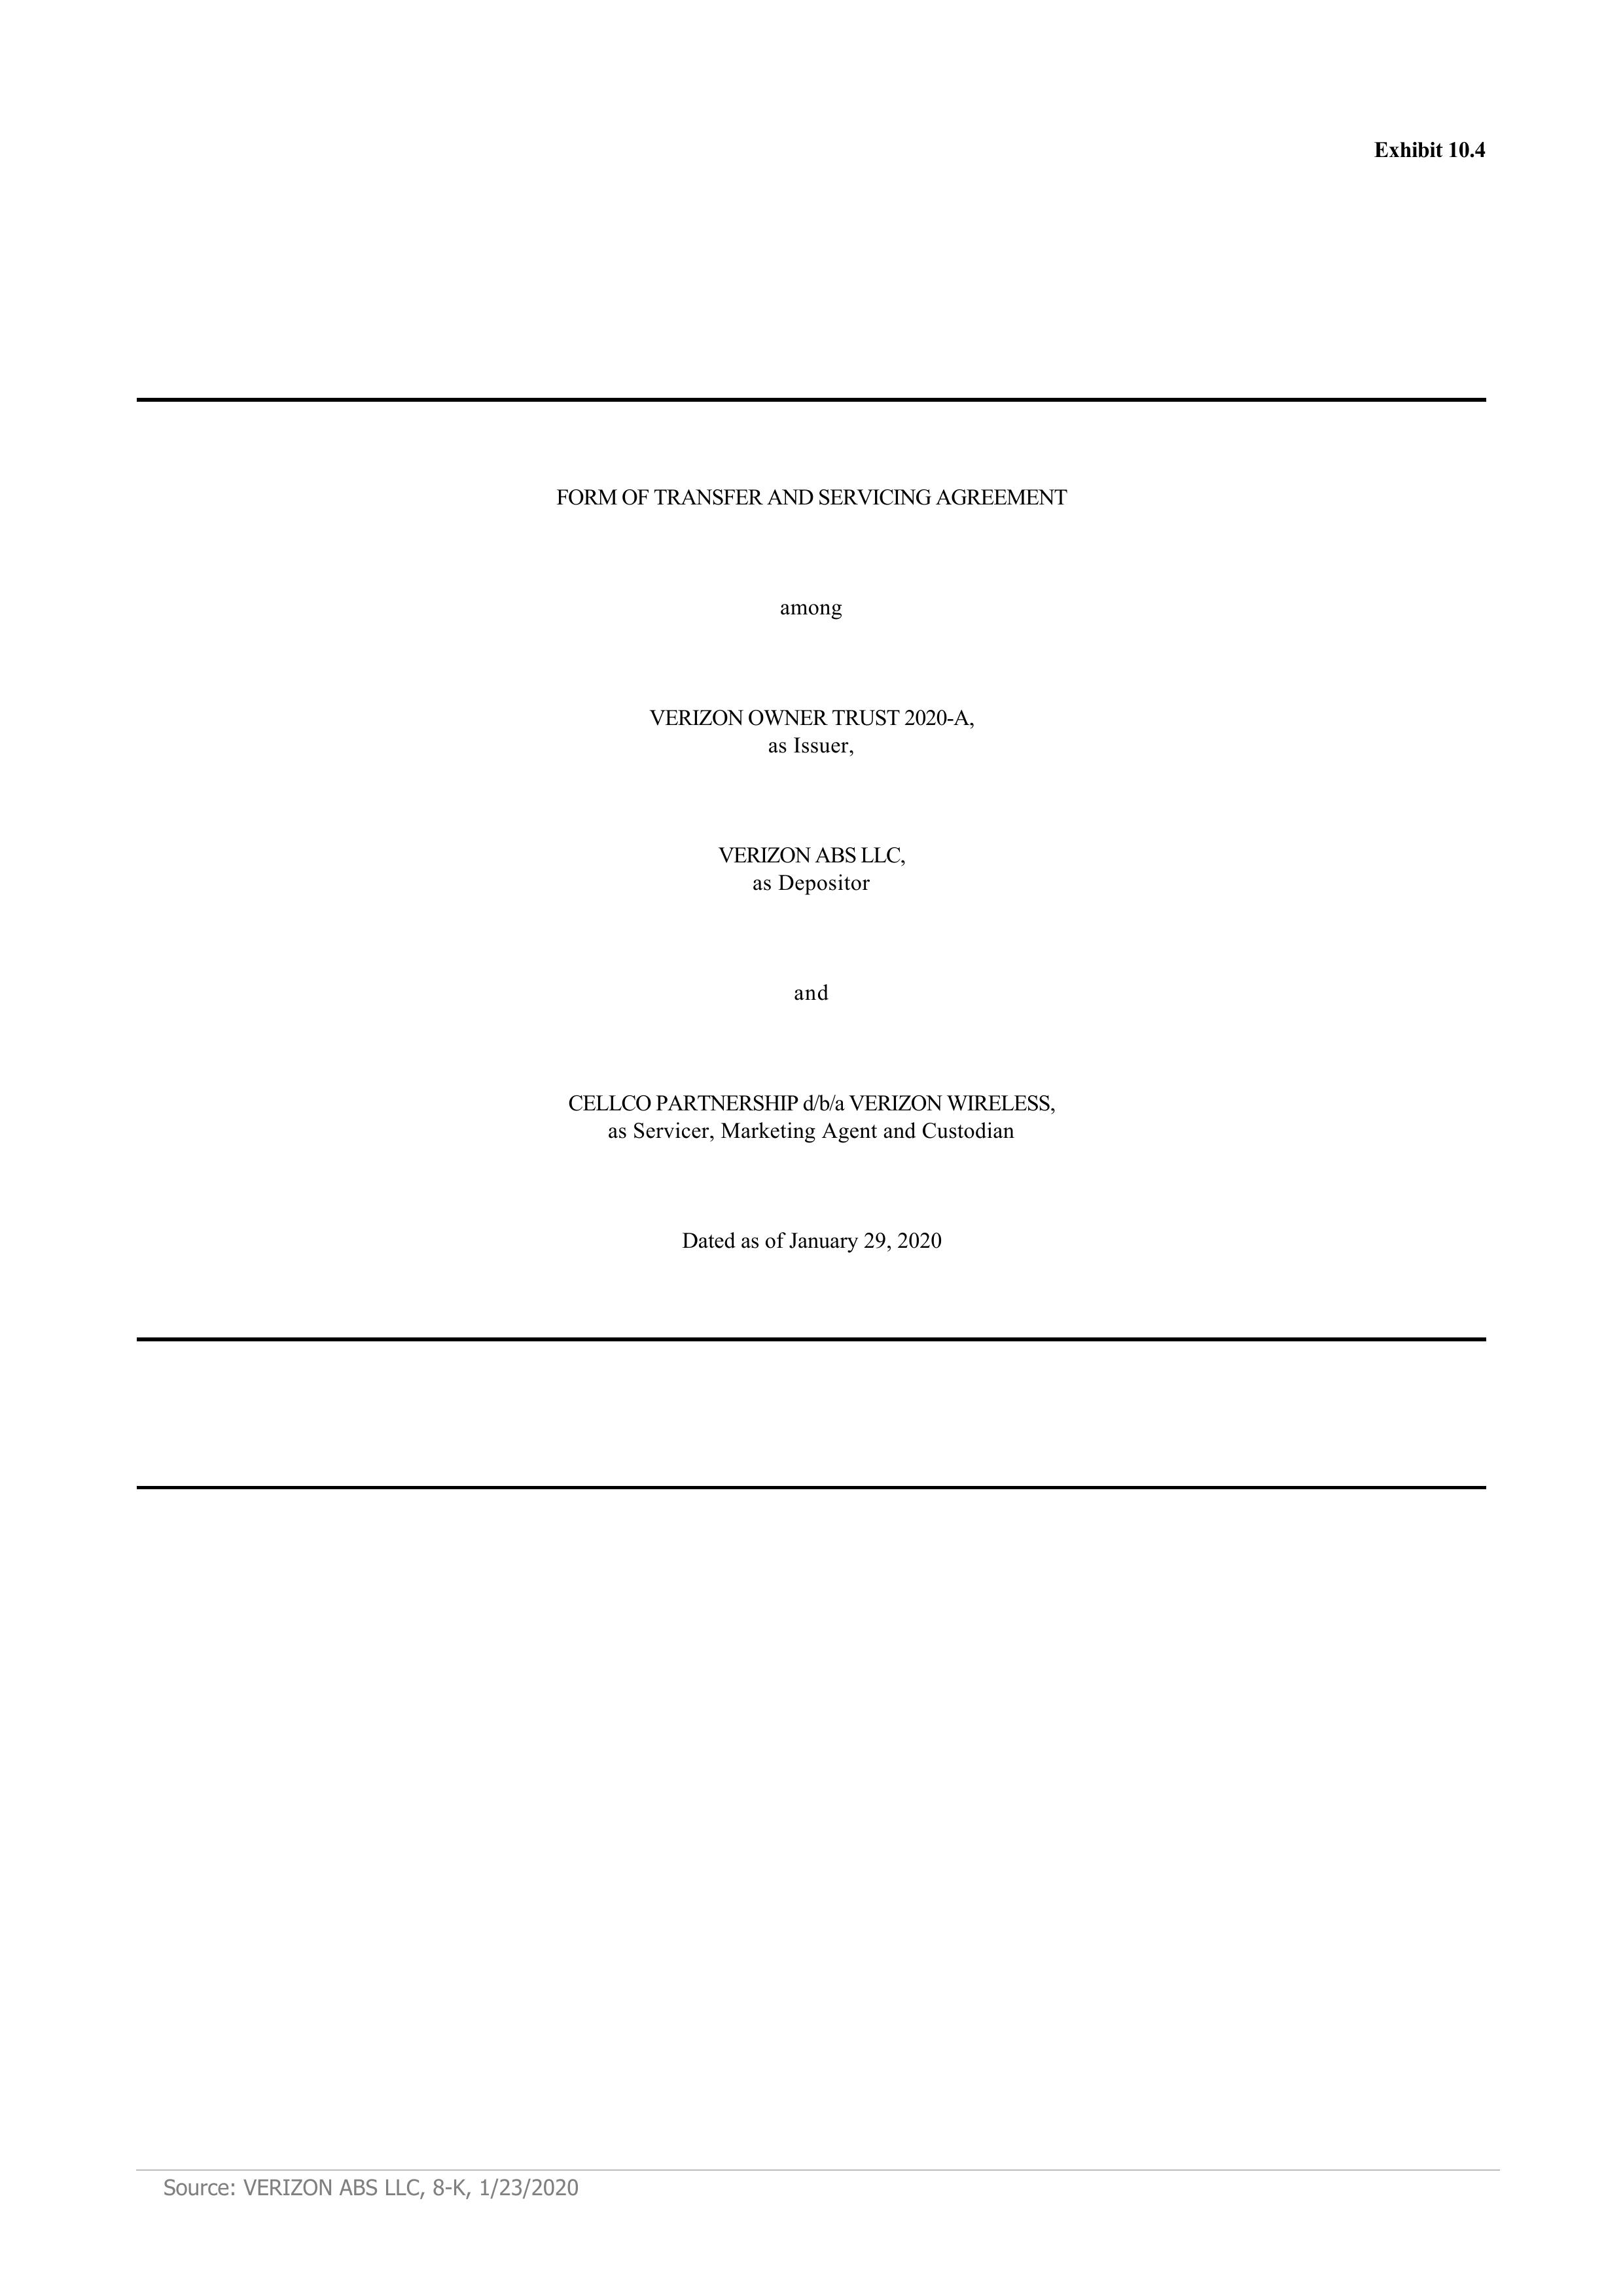 Exhibit 10.4
FORM OF TRANSFER AND SERVICING AGREEMENT
among
VERIZON OWNER TRUST 2020-A,
as Issuer,
VERIZON ABS LLC,
as Depositor
and
CELLCO PARTNERSHIP d/b/a VERIZON WIRELESS,
as Servicer, Marketing Agent and Custodian
Dated as of January 29, 2020
Source: VERIZON ABS LLC, 8-K, 1/23/2020